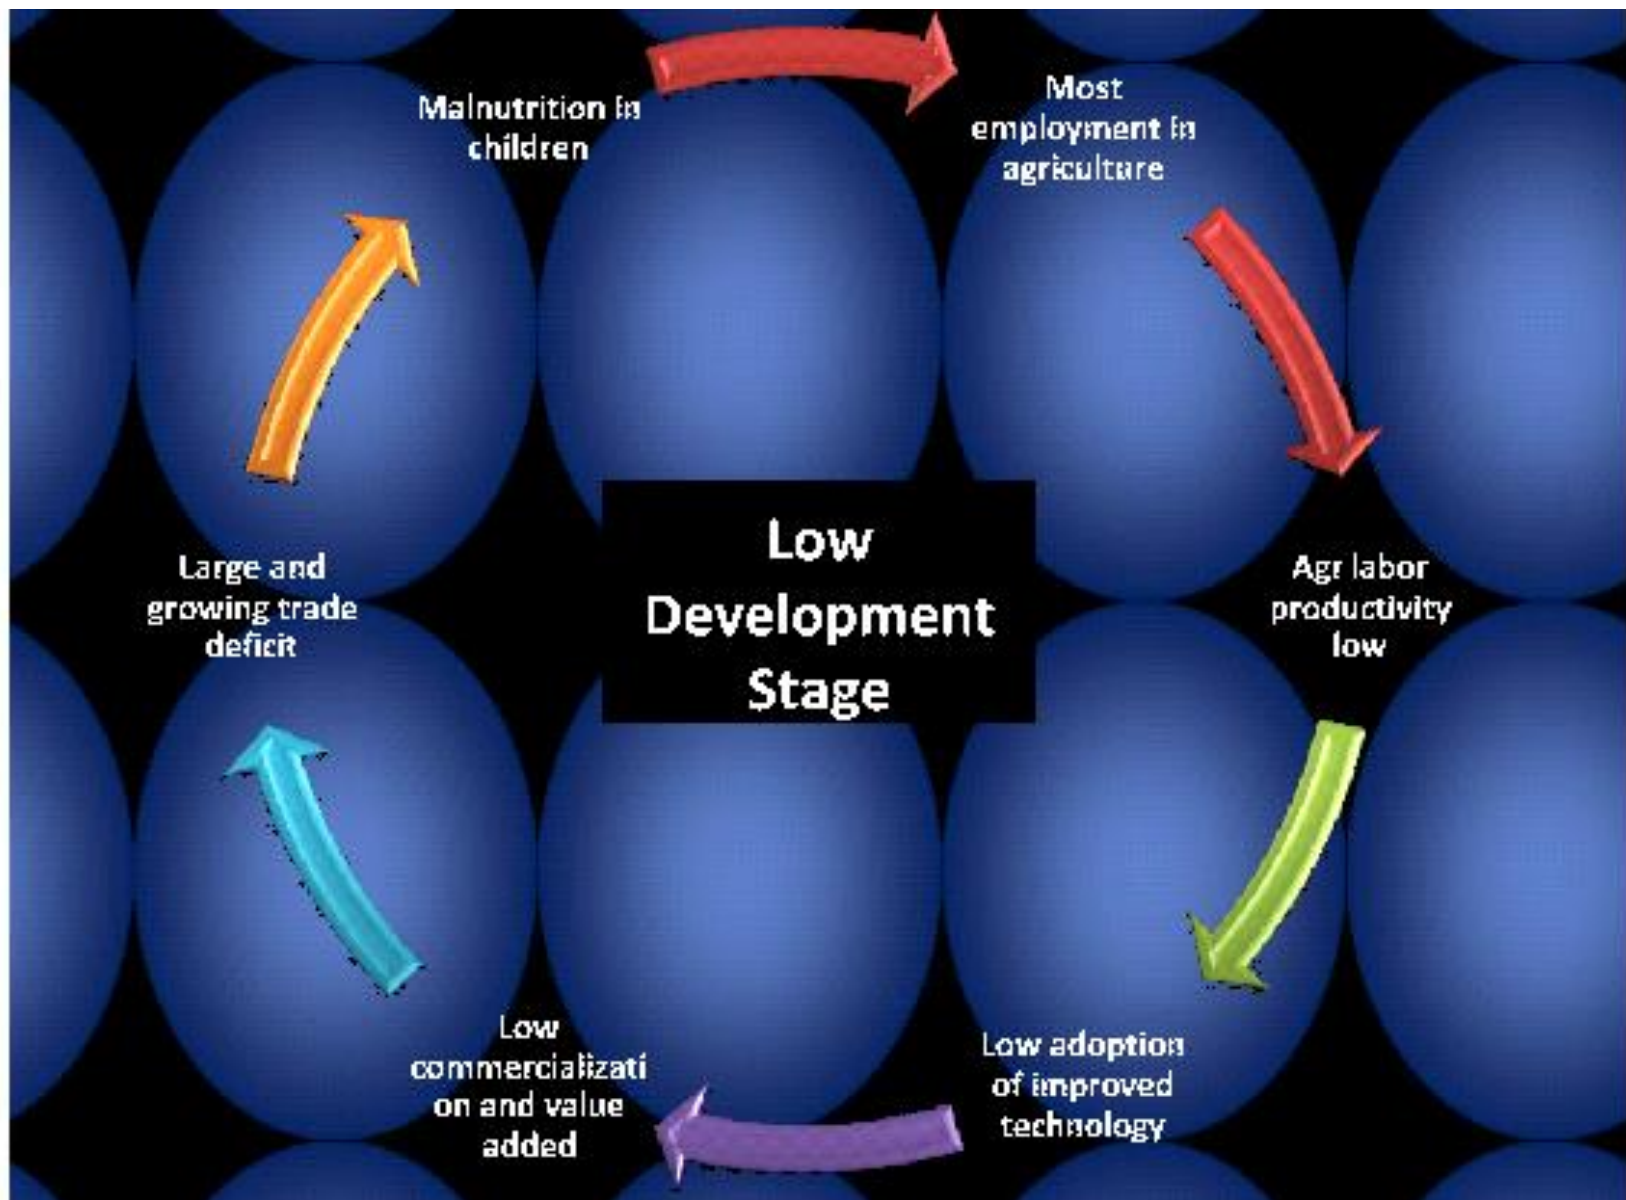 Malnutrition in
children
Most
employment in
agriculture
Low
Development
Stage
Large and
growing trade
deficit
Agr labor
productivity
low
Low
commercializati
on and value
added
Low adoption
of improved
technology